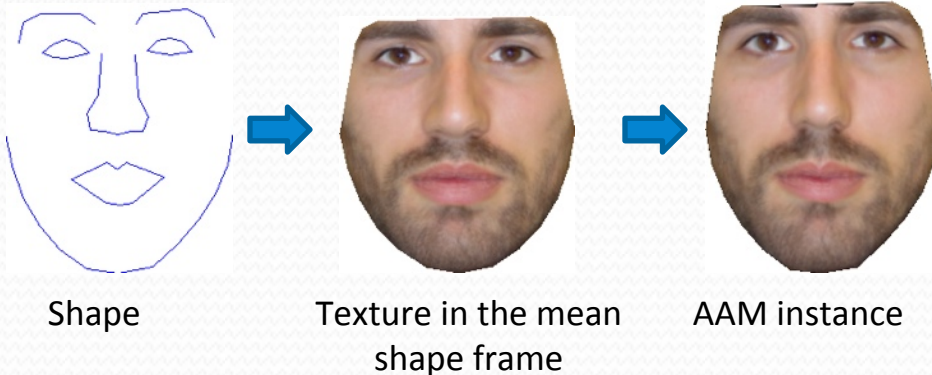 Shape
Texture in the mean
shape frame
AAM instance